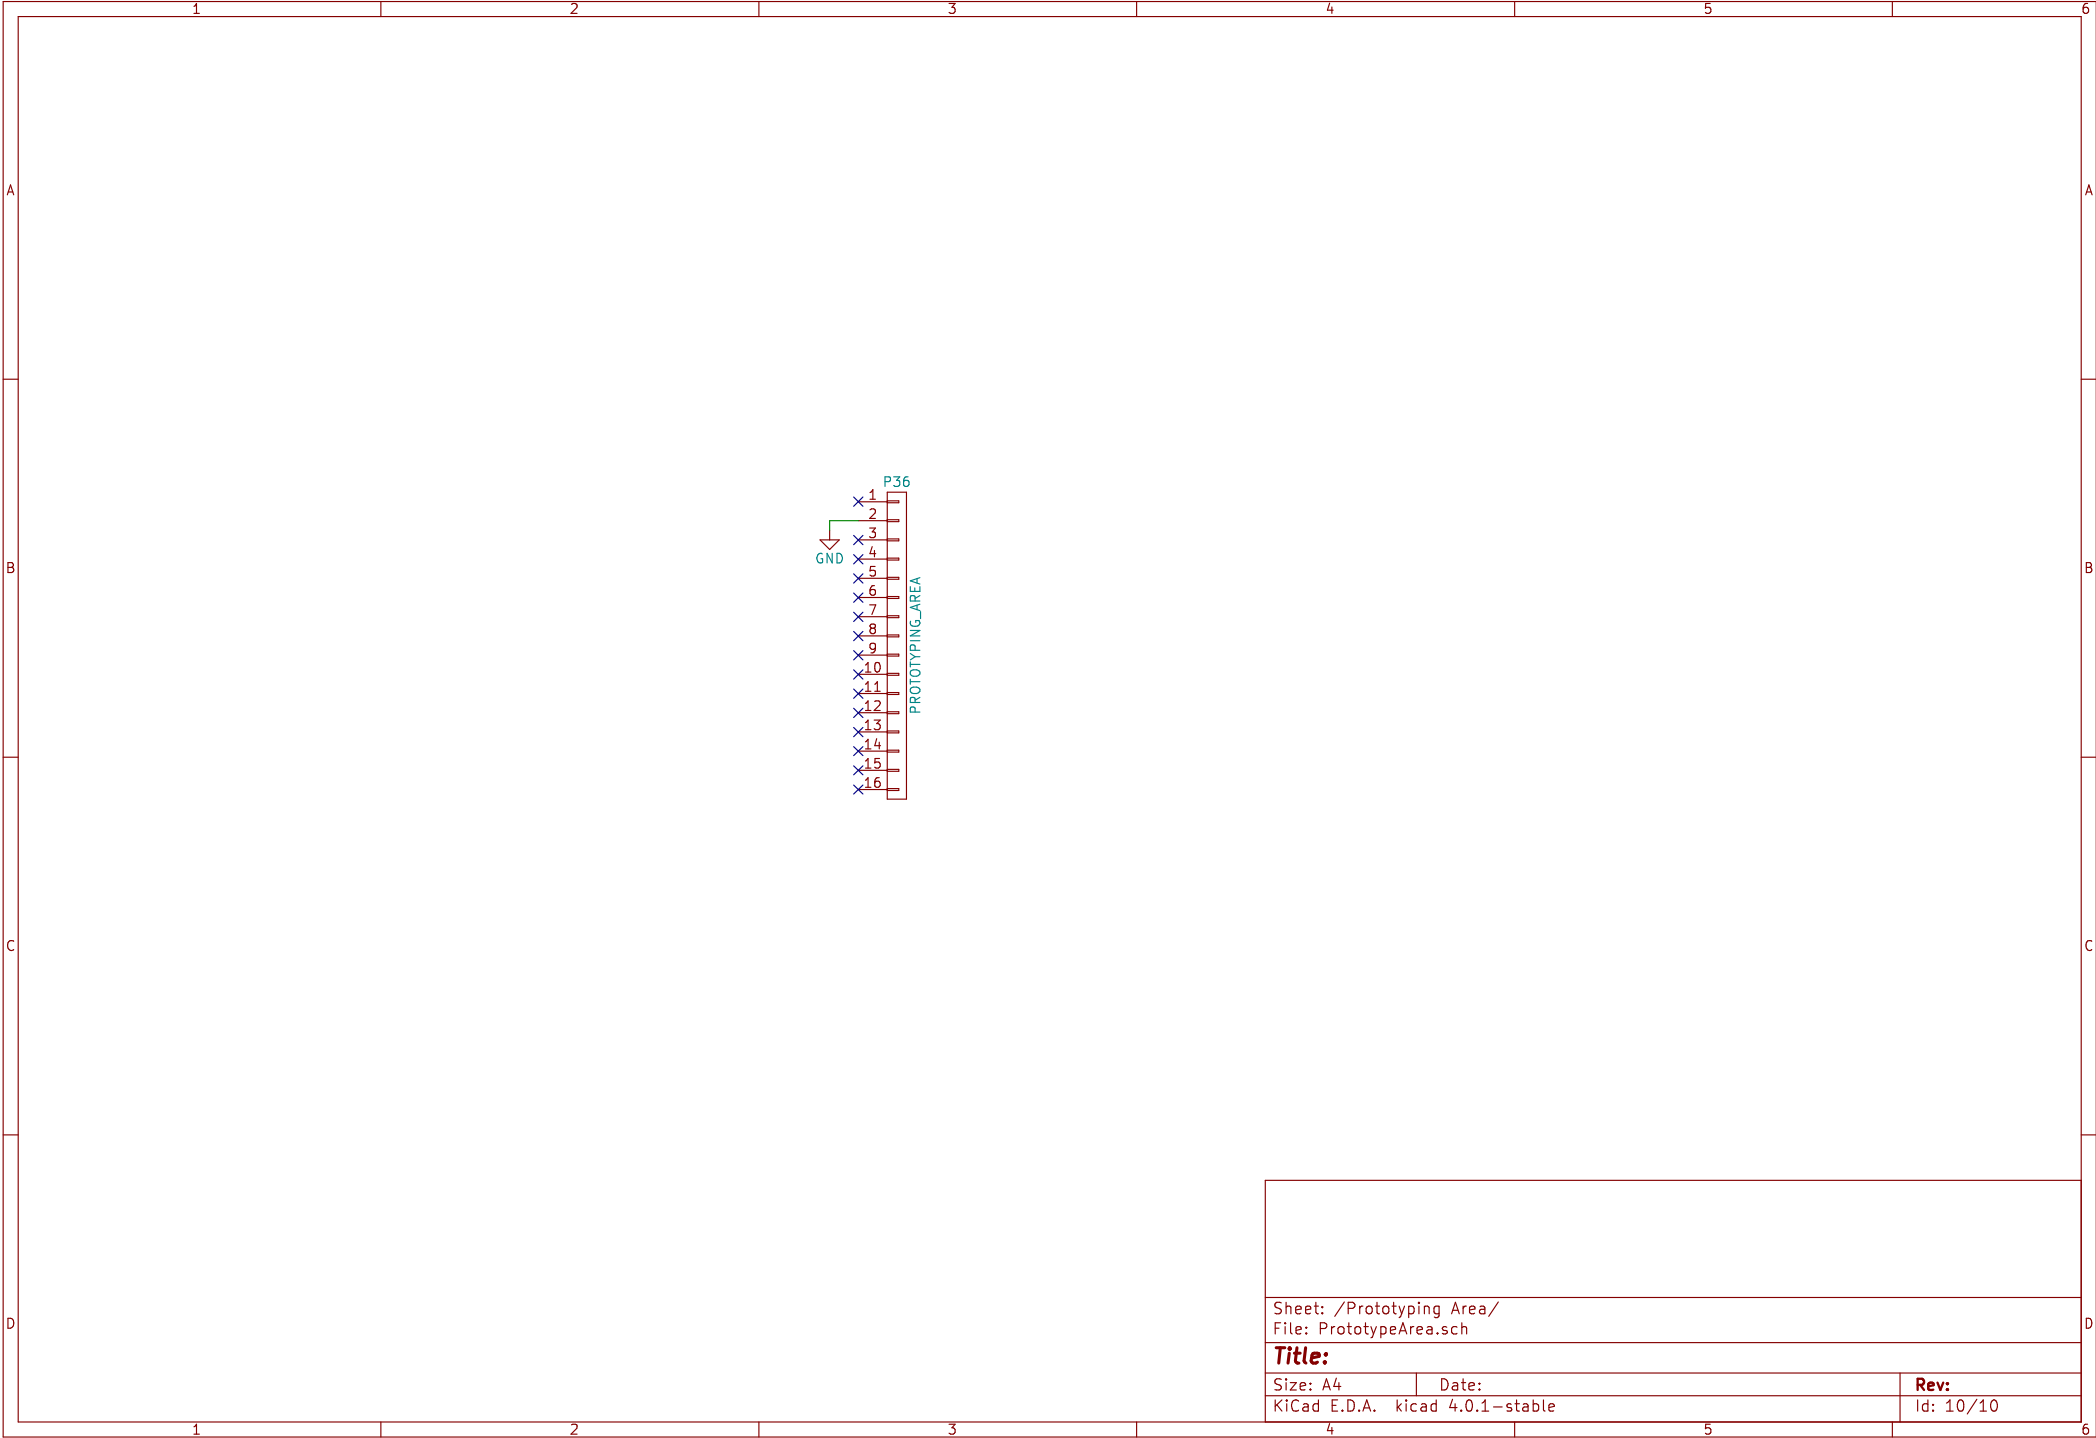 1 2 3 4 5 6
A A
P36
1
2
3
GND
4
5
B B
6
7
8
9
10
11
12
13
14
15
16
PROTOTYPING_AREA
C C
Sheet: /Prototyping Area/
D D
File: PrototypeArea.sch
Title:
Size: A4 Date: Rev:
KiCad E.D.A. kicad 4.0.1-stable Id: 10/10
1 2 3 4 5 6